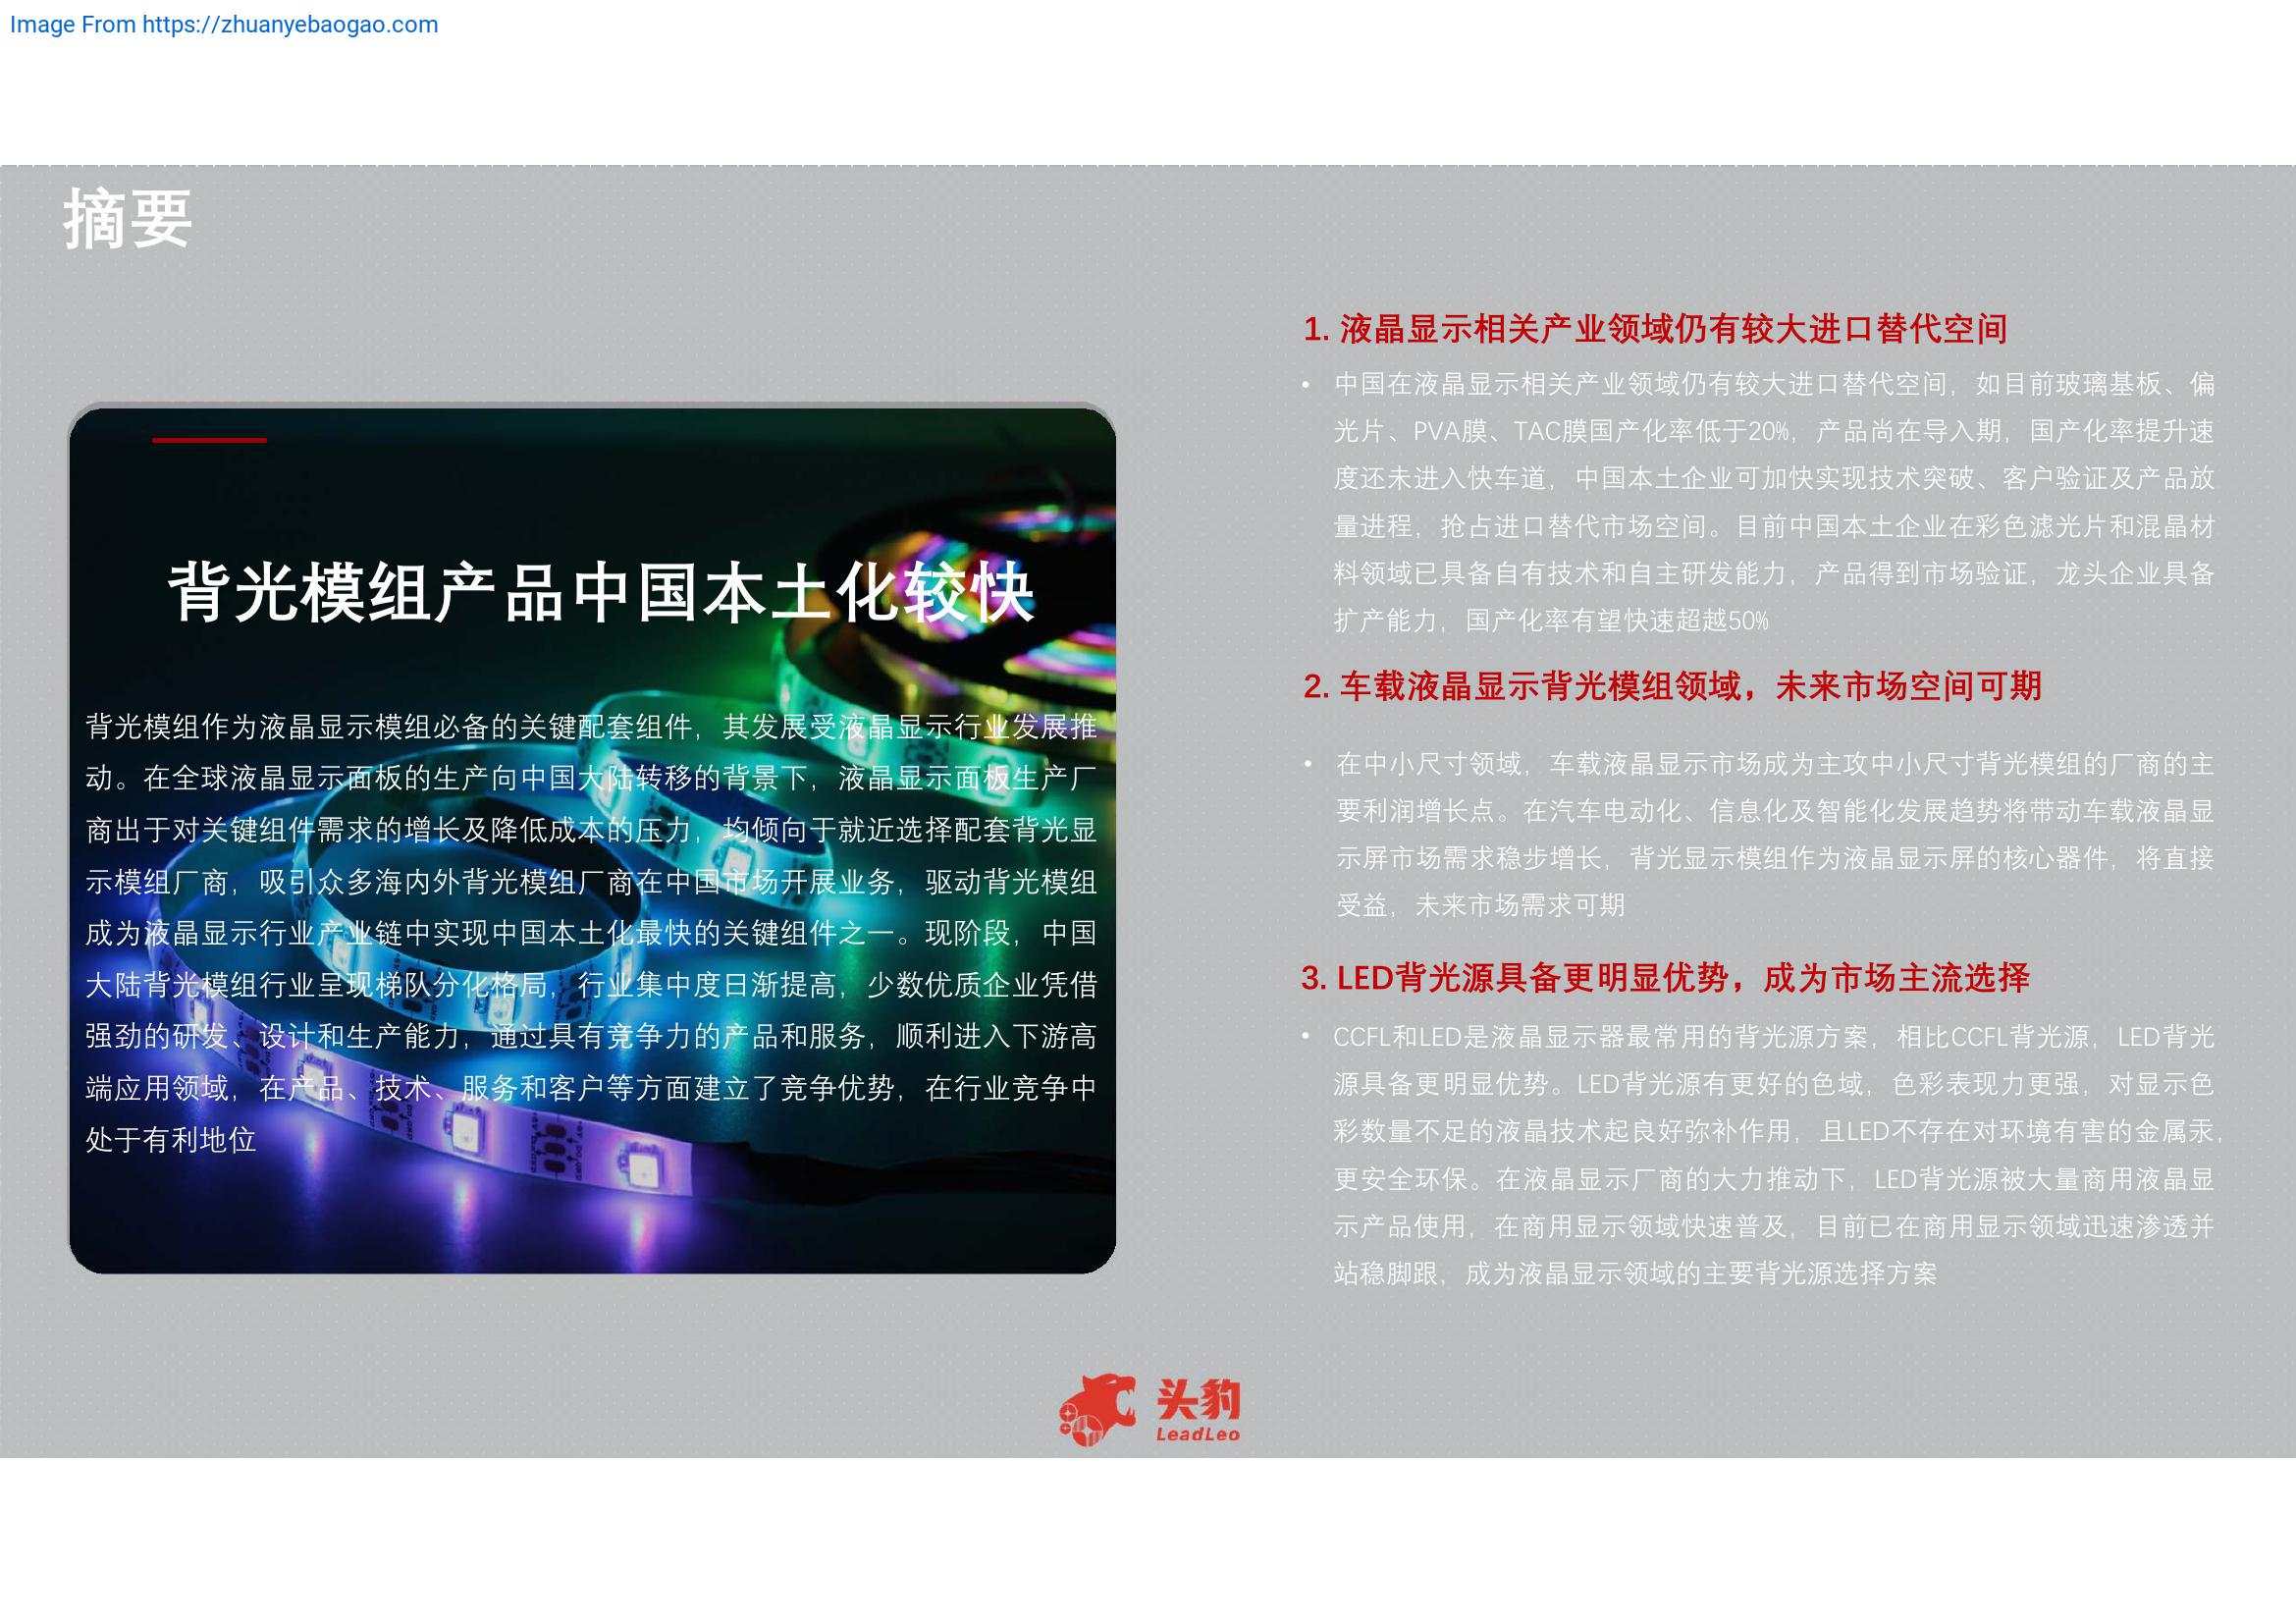 Image From https://zhuanyebaogao.com
摘要
背光模组产品中国本土化较快
背光模组作为液晶显示模组必备的关键配套组件，其发展受液晶显示行业发展推
动。在全球液晶显示面板的生产向中国大陆转移的背景下，液晶显示面板生产厂
商出于对关键组件需求的增长及降低成本的压力，均倾向于就近选择配套背光显
示模组厂商，吸引众多海内外背光模组厂商在中国市场开展业务，驱动背光模组
成为液晶显示行业产业链中实现中国本土化最快的关键组件之一。现阶段，中国
大陆背光模组行业呈现梯队分化格局，行业集中度日渐提高，少数优质企业凭借
强劲的研发、设计和生产能力，通过具有竞争力的产品和服务，顺利进入下游高
端应用领域，在产品、技术、服务和客户等方面建立了竞争优势，在行业竞争中
处于有利地位
1. 液晶显示相关产业领域仍有较大进口替代空间
• 中国在液晶显示相关产业领域仍有较大进口替代空间，如目前玻璃基板、偏
光片、PVA膜、TAC膜国产化率低于20%，产品尚在导入期，国产化率提升速
度还未进入快车道，中国本土企业可加快实现技术突破、客户验证及产品放
量进程，抢占进口替代市场空间。目前中国本土企业在彩色滤光片和混晶材
料领域已具备自有技术和自主研发能力，产品得到市场验证，龙头企业具备
扩产能力，国产化率有望快速超越50%
2. 车载液晶显示背光模组领域，未来市场空间可期
• 在中小尺寸领域，车载液晶显示市场成为主攻中小尺寸背光模组的厂商的主
要利润增长点。在汽车电动化、信息化及智能化发展趋势将带动车载液晶显
示屏市场需求稳步增长，背光显示模组作为液晶显示屏的核心器件，将直接
受益，未来市场需求可期
3. LED背光源具备更明显优势，成为市场主流选择
• CCFL和LED是液晶显示器最常用的背光源方案，相比CCFL背光源，LED背光
源具备更明显优势。LED背光源有更好的色域，色彩表现力更强，对显示色
彩数量不足的液晶技术起良好弥补作用，且LED不存在对环境有害的金属汞，
更安全环保。在液晶显示厂商的大力推动下，LED背光源被大量商用液晶显
示产品使用，在商用显示领域快速普及，目前已在商用显示领域迅速渗透并
站稳脚跟，成为液晶显示领域的主要背光源选择方案
头豹
LeadLeo